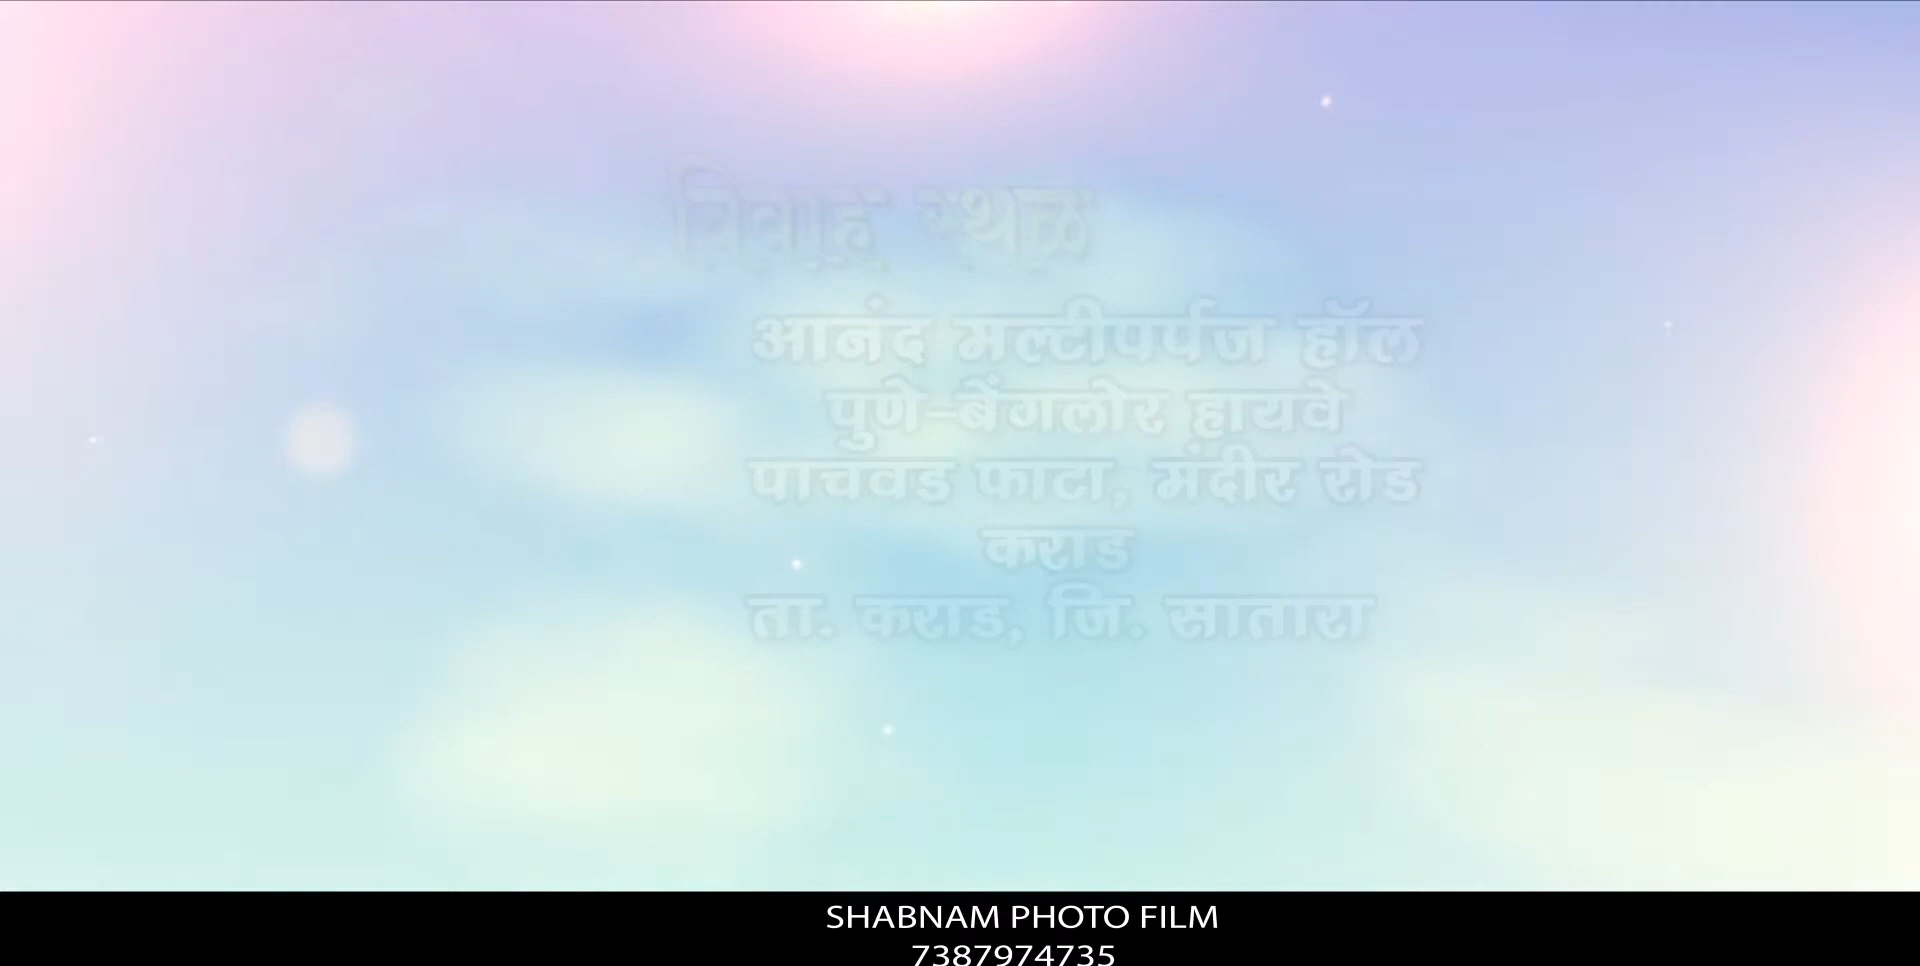 विवाह स्थळ
आनंद मल्टीपर्पज हॉल
पुणे–बेंगलोर हायवे
पाचवड फाटा, मंदीर रोड
कराड
ता. कराड, जि. सातारा
SHABNAM PHOTO FILM
7387974735